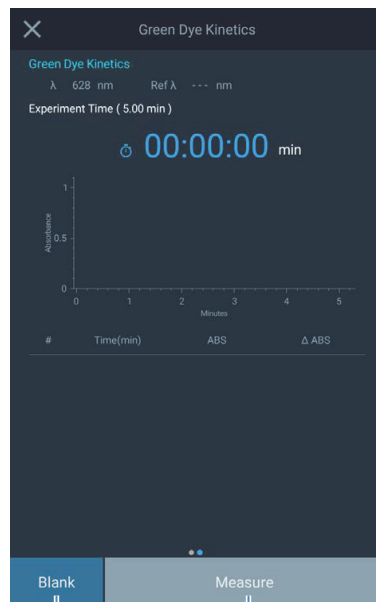 Green Dye Kinetics
Green Dye Kinetics
λ 628 nm Ref λ --- nm
Experiment Time ( 5.00 min )
00:00:00 min
1
0.5
0
Absorbance
0 1 2 3 4 5
Minutes
# Time(min) ABS Δ ABS
Blank Measure